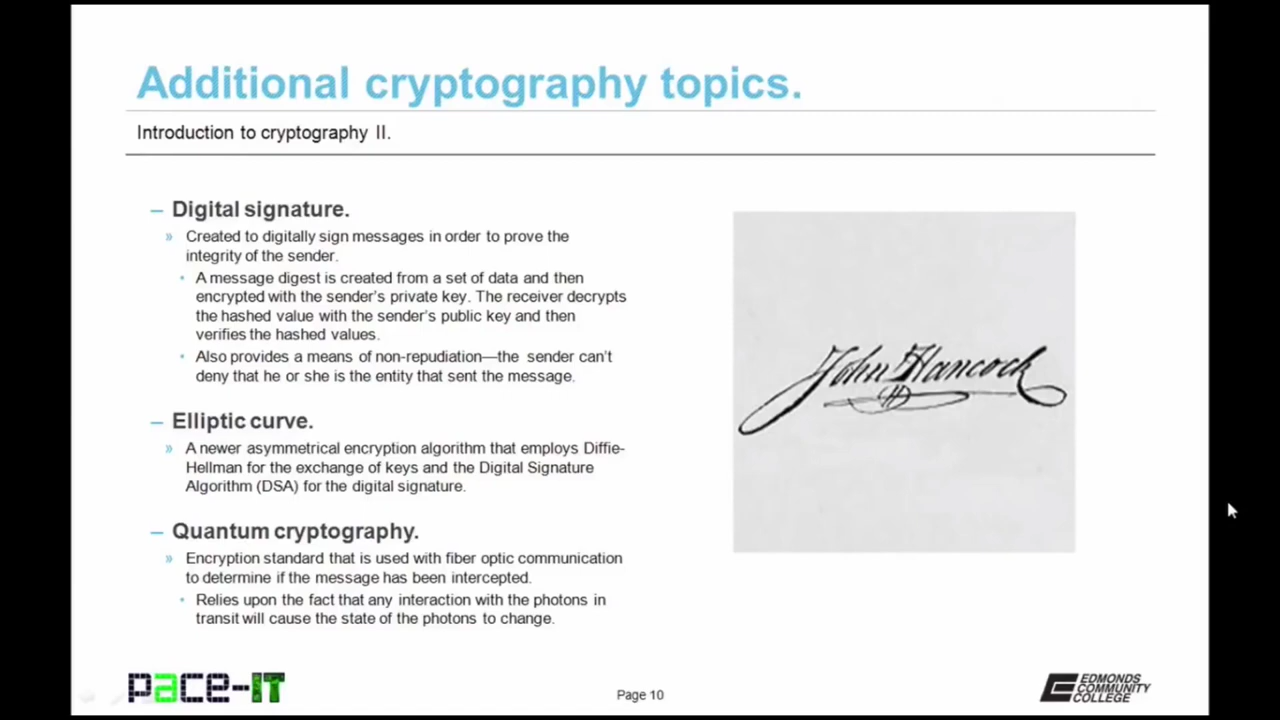 Additional cryptography topics.
Introduction to cryptography II.
– Digital signature.
» Created to digitally sign messages in order to prove the
integrity of the sender.
• A message digest is created from a set of data and then
encrypted with the sender's private key. The receiver decrypts
the hashed value with the sender's public key and then
verifies the hashed values.
• Also provides a means of non-repudiation—the sender can't
deny that he or she is the entity that sent the message.
– Elliptic curve.
» A newer asymmetrical encryption algorithm that employs Diffie-
Hellman for the exchange of keys and the Digital Signature
Algorithm (DSA) for the digital signature.
– Quantum cryptography.
» Encryption standard that is used with fiber optic communication
to determine if the message has been intercepted.
• Relies upon the fact that any interaction with the photons in
transit will cause the state of the photons to change.
John Hancock
pace-IT
Page 10
EDMONDS
COMMUNITY
COLLEGE